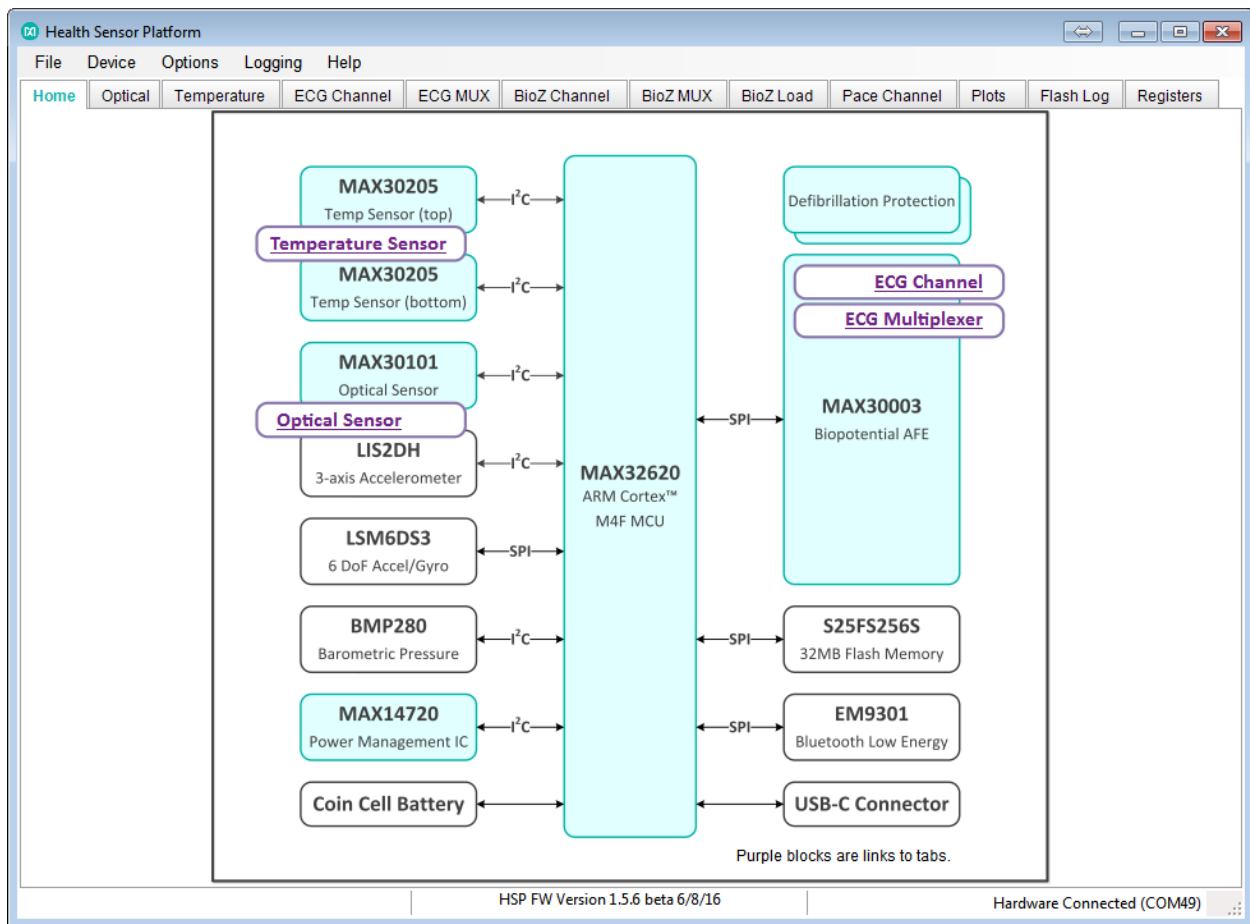 Health Sensor Platform
File Device Options Logging Help
Home Optical Temperature ECG Channel ECG MUX BioZ Channel BioZ MUX BioZ Load Pace Channel Plots Flash Log Registers
MAX30205
Temp Sensor (top)
I²C
Temperature Sensor
MAX30205
Temp Sensor (bottom)
I²C
MAX30101
Optical Sensor
I²C
Optical Sensor
LIS2DH
3-axis Accelerometer
I²C
LSM6DS3
6 DoF Accel/Gyro
SPI
BMP280
Barometric Pressure
I²C
MAX14720
Power Management IC
I²C
Coin Cell Battery
MAX32620
ARM Cortex™
M4F MCU
Defibrillation Protection
ECG Channel
ECG Multiplexer
MAX30003
Biopotential AFE
SPI
S25FS256S
32MB Flash Memory
SPI
EM9301
Bluetooth Low Energy
SPI
USB-C Connector
Purple blocks are links to tabs.
HSP FW Version 1.5.6 beta 6/8/16
Hardware Connected (COM49)